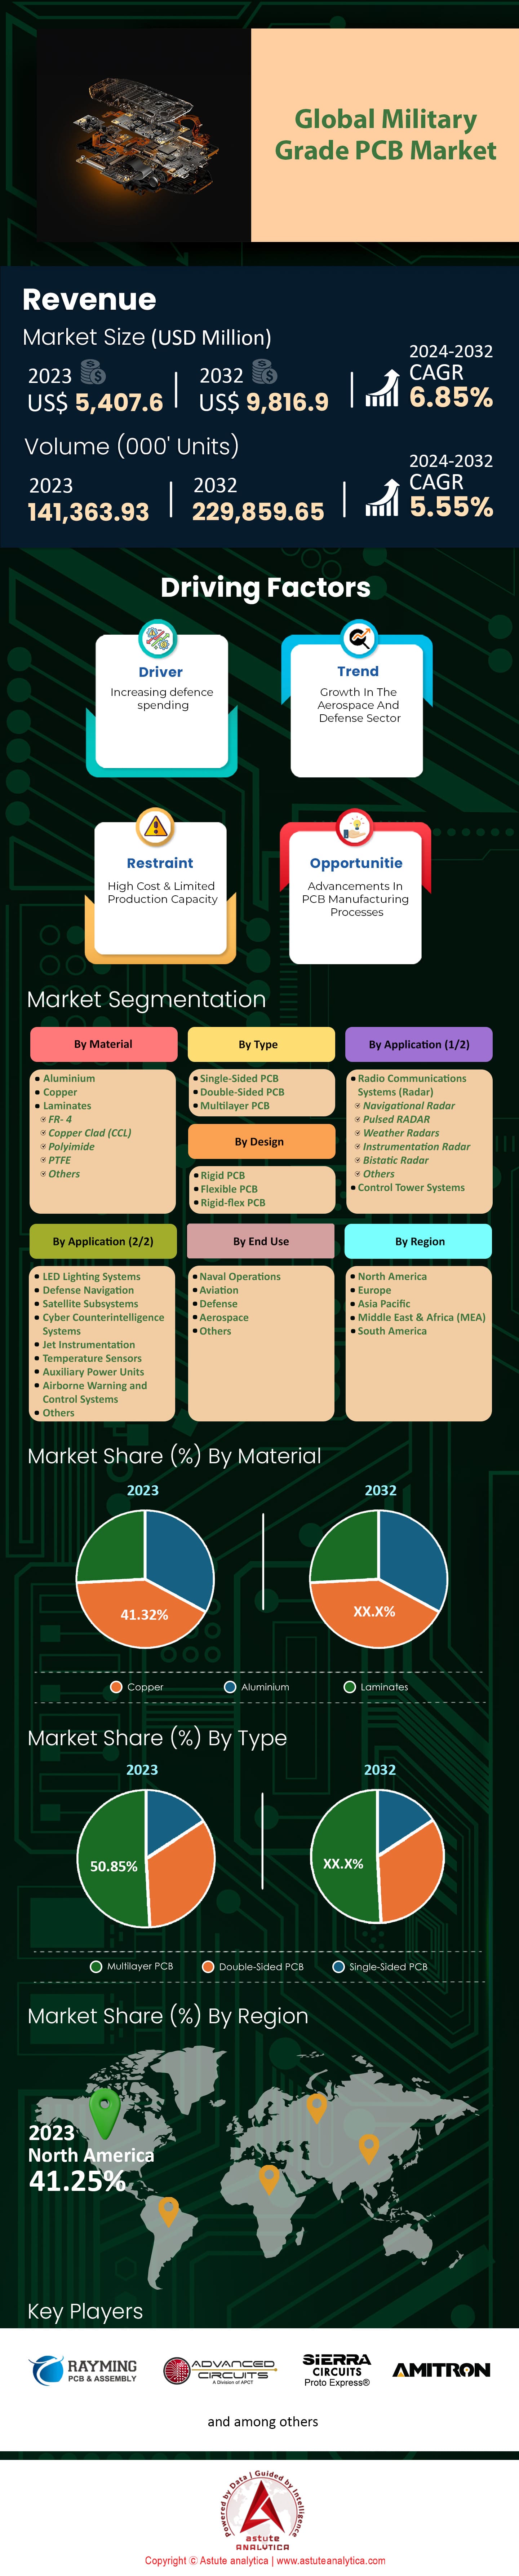 Global Military
Grade PCB Market
Revenue
Market Size (USD Million)
2023
US$ 5,407.6
2032
US$ 9,816.9
2024-2032
CAGR
6.85%
Volume (000' Units)
2023
141,363.93
2032
229,859.65
2024-2032
CAGR
5.55%
Driving Factors
Driver
Increasing defence
spending
Trend
Growth In The
Aerospace And
Defense Sector
Restraint
High Cost & Limited
Production Capacity
Opportunitie
Advancements In
PCB Manufacturing
Processes
Market Segmentation
By Material
Aluminium
Copper
Laminates
FR- 4
Copper Clad (CCL)
Polyimide
PTFE
Others
By Type
Single-Sided PCB
Double-Sided PCB
Multilayer PCB
By Design
Rigid PCB
Flexible PCB
Rigid-flex PCB
By Application (1/2)
Radio Communications
Systems (Radar)
Navigational Radar
Pulsed RADAR
Weather Radars
Instrumentation Radar
Bistatic Radar
Others
Control Tower Systems
By Application (2/2)
LED Lighting Systems
Defense Navigation
Satellite Subsystems
Cyber Counterintelligence
Systems
Jet Instrumentation
Temperature Sensors
Auxiliary Power Units
Airborne Warning and
Control Systems
Others
By End Use
Naval Operations
Aviation
Defense
Aerospace
Others
By Region
North America
Europe
Asia Pacific
Middle East & Africa (MEA)
South America
Market Share (%) By Material
2023
41.32%
2032
XX.X%
Copper
Aluminium
Laminates
Market Share (%) By Type
2023
50.85%
2032
XX.X%
Multilayer PCB
Double-Sided PCB
Single-Sided PCB
Market Share (%) By Region
2023
North America
41.25%
Key Players
RAYMING
PCB & ASSEMBLY
ADVANCED
CIRCUITS
A Division of APCT
SIERRA
CIRCUITS
Proto Express®
AMITRON
and among others
Powered by Data | Guided by Intelligence
astute
ANALYTICA
Copyright © Astute analytica | www.astuteanalytica.com